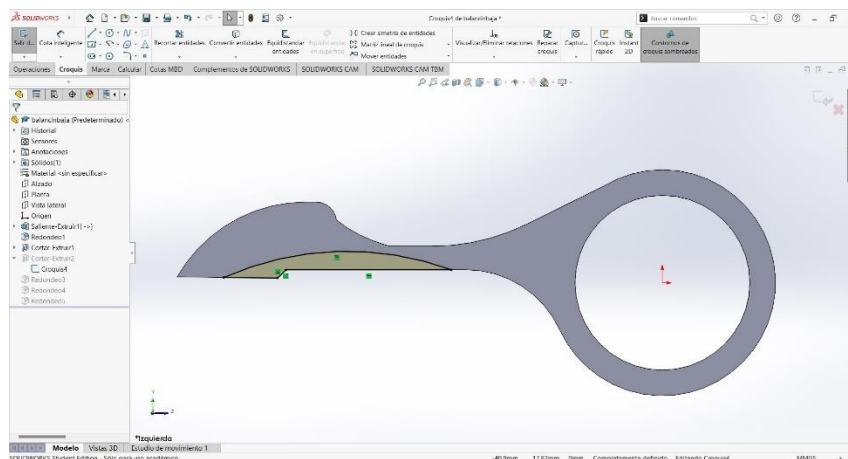 SOLIDWORKS
Croquis4 de balancinbaja *
Buscar comandos
Cota inteligente
Recortar entidades
Convertir entidades
Equidistanciar entidades
Crear simetría de entidades
Matriz lineal de croquis
Mover entidades
Visualizar/Eliminar relaciones
Reparar croquis
Captur...
Croquis rápido
Instant 2D
Contornos de croquis sombreados
Operaciones Croquis Marca Calcular Cotas MBD Complementos de SOLIDWORKS SOLIDWORKS CAM SOLIDWORKS CAM TBM
balancinbaja (Predeterminado) <
Historial
Sensores
Anotaciones
Sólidos(1)
Material <sin especificar>
Alzado
Planta
Vista lateral
Origen
Saliente-Extruir1(->)
Redondeo1
Cortar-Extruir1
Cortar-Extruir2
Croquis4
Redondeo3
Redondeo4
*Izquierda
Modelo Vistas 3D Estudio de movimiento 1
SOLIDWORKS Student Edition - Sólo para uso académico
0mm Completamente definido Editando Croquis4 MMGS